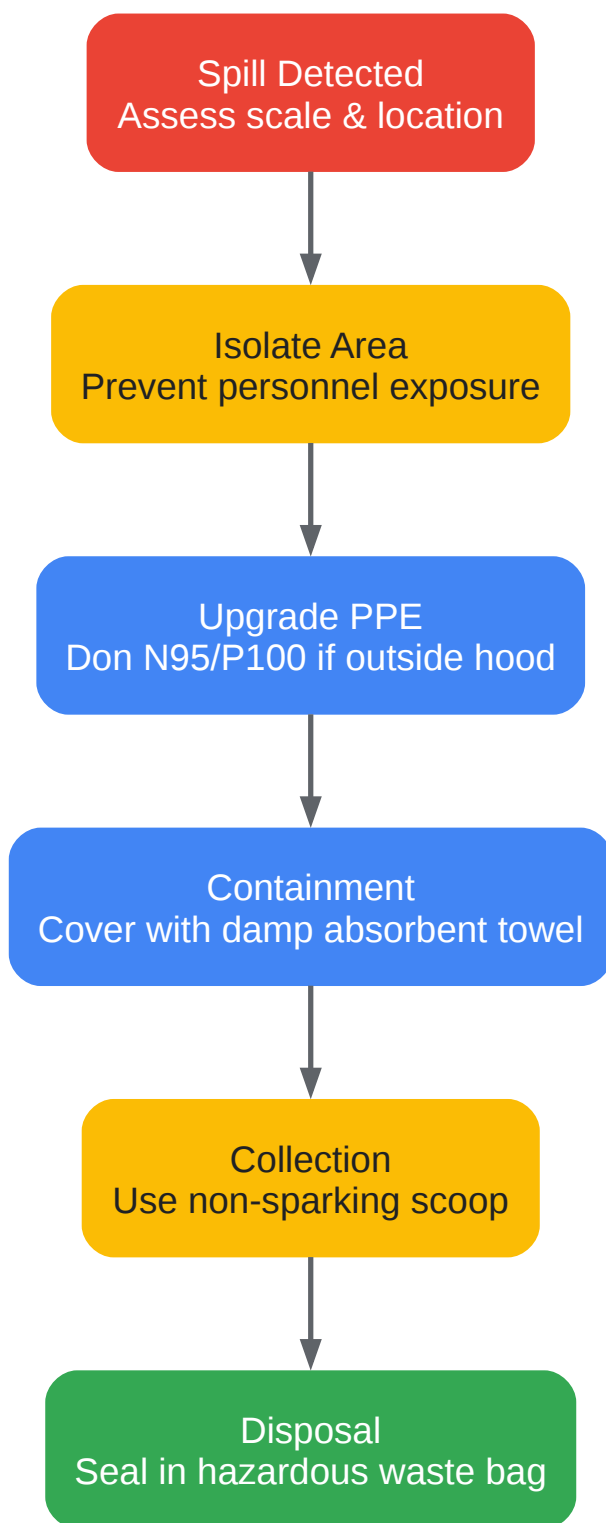 Spill Detected
Assess scale & location
Isolate Area
Prevent personnel exposure
Upgrade PPE
Don N95/P100 if outside hood
Containment
Cover with damp absorbent towel
Collection
Use non-sparking scoop
Disposal
Seal in hazardous waste bag